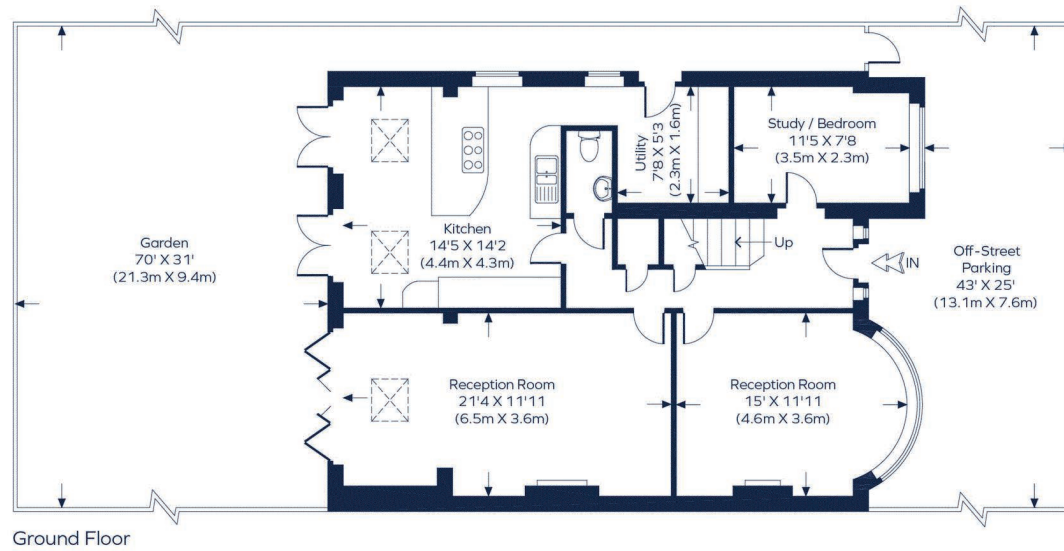 Study / Bedroom
11'5 X 7'8
(3.5m X 2.3m)
Utility
7'8 X 5'3
(2.3m X 1.6m)
Kitchen
14'5 X 14'2
(4.4m X 4.3m)
Up
IN
Garden
70' X 31'
(21.3m X 9.4m)
Off-Street
Parking
43' X 25'
(13.1m X 7.6m)
Reception Room
21'4 X 11'11
(6.5m X 3.6m)
Reception Room
15' X 11'11
(4.6m X 3.6m)
Ground Floor